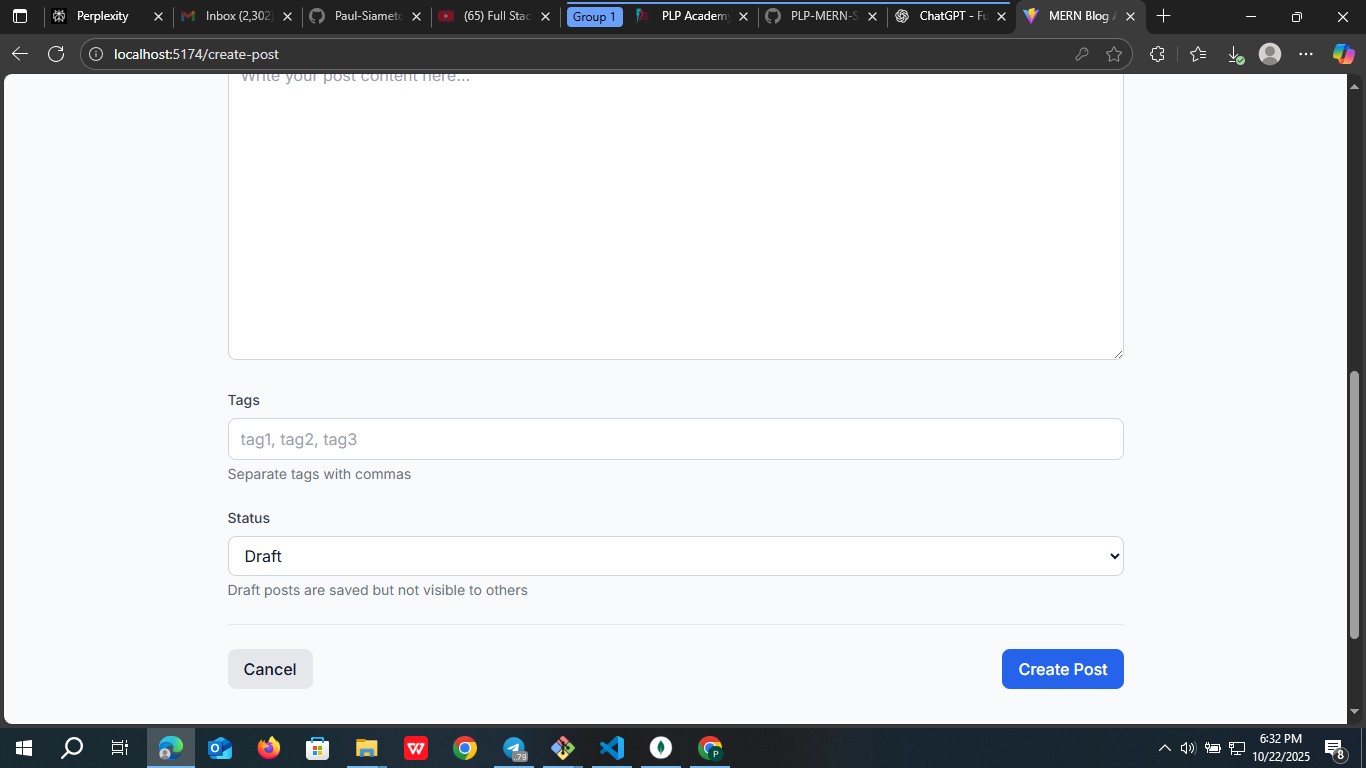 Perplexity
Inbox (2,302)
Paul-Siameto
(65) Full Stac
Group 1
PLP Academy
PLP-MERN-S
ChatGPT - Fu
MERN Blog A
localhost:5174/create-post
Write your post content here...
Tags
tag1, tag2, tag3
Separate tags with commas
Status
Draft
Draft posts are saved but not visible to others
Cancel
Create Post
6:32 PM
10/22/2025
79
8